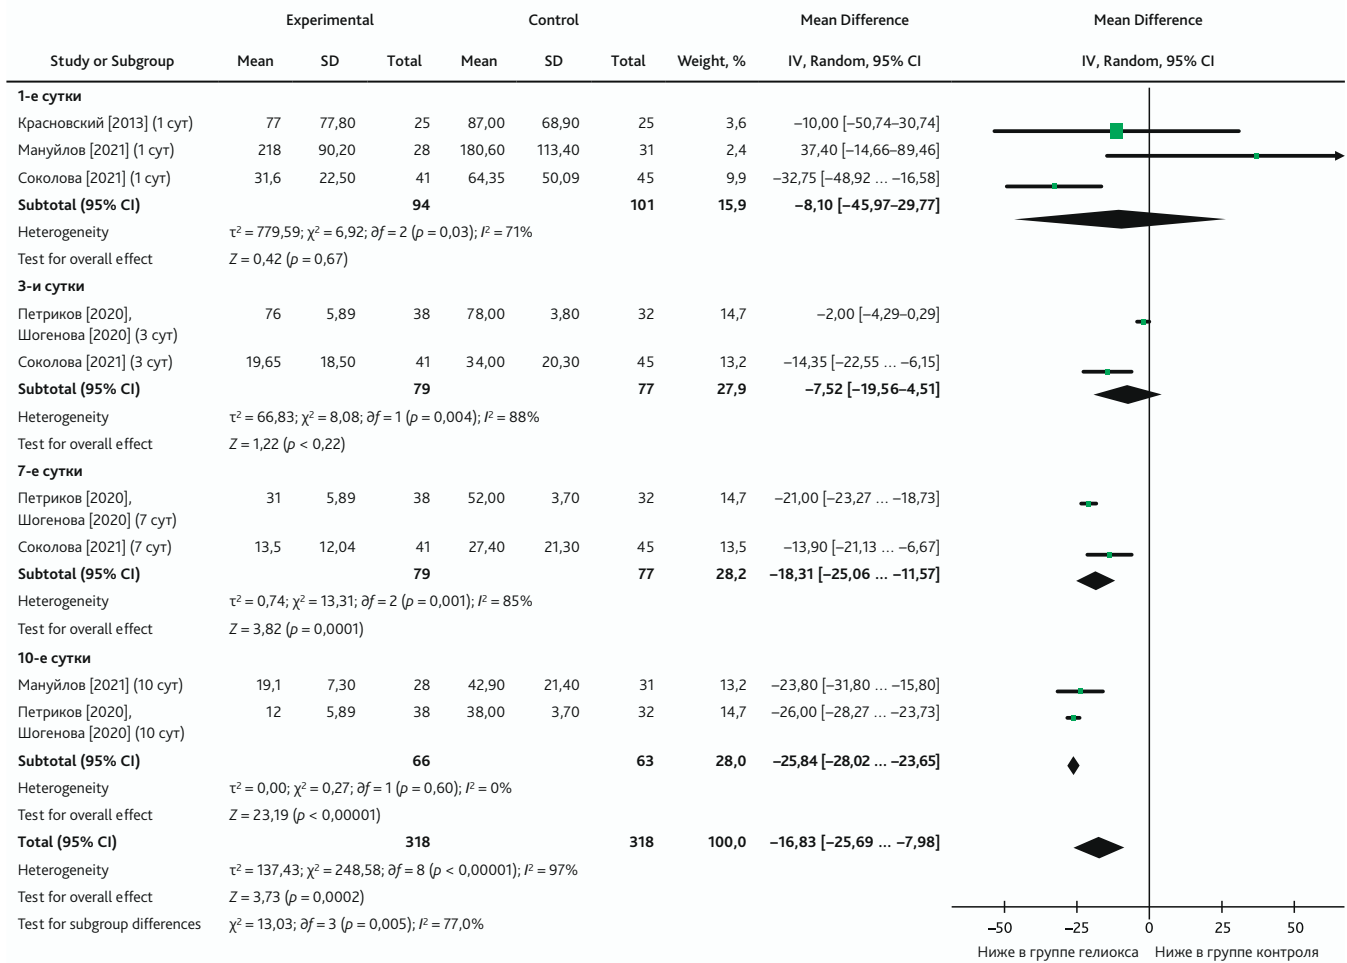 Experimental Control Mean Difference Mean Difference
Study or Subgroup Mean SD Total Mean SD Total Weight, % IV, Random, 95% CI IV, Random, 95% CI
1-е сутки
Красновский [2013] (1 сут) 77 77,80 25 87,00 68,90 25 3,6 −10,00 [−50,74–30,74]
Мануйлов [2021] (1 сут) 218 90,20 28 180,60 113,40 31 2,4 37,40 [−14,66–89,46]
Соколова [2021] (1 сут) 31,6 22,50 41 64,35 50,09 45 9,9 −32,75 [−48,92 … −16,58]
Subtotal (95% CI) 94 101 15,9 −8,10 [−45,97–29,77]
Heterogeneity τ² = 779,59; χ² = 6,92; ∂f = 2 (p = 0,03); I² = 71%
Test for overall effect Z = 0,42 (p = 0,67)
3-и сутки
Петриков [2020], 76 5,89 38 78,00 3,80 32 14,7 −2,00 [−4,29–0,29]
Шогенова [2020] (3 сут)
Соколова [2021] (3 сут) 19,65 18,50 41 34,00 20,30 45 13,2 −14,35 [−22,55 … −6,15]
Subtotal (95% CI) 79 77 27,9 −7,52 [−19,56–4,51]
Heterogeneity τ² = 66,83; χ² = 8,08; ∂f = 1 (p = 0,004); I² = 88%
Test for overall effect Z = 1,22 (p < 0,22)
7-е сутки
Петриков [2020], 31 5,89 38 52,00 3,70 32 14,7 −21,00 [−23,27 … −18,73]
Шогенова [2020] (7 сут)
Соколова [2021] (7 сут) 13,5 12,04 41 27,40 21,30 45 13,5 −13,90 [−21,13 … −6,67]
Subtotal (95% CI) 79 77 28,2 −18,31 [−25,06 … −11,57]
Heterogeneity τ² = 0,74; χ² = 13,31; ∂f = 2 (p = 0,001); I² = 85%
Test for overall effect Z = 3,82 (p = 0,0001)
10-е сутки
Мануйлов [2021] (10 сут) 19,1 7,30 28 42,90 21,40 31 13,2 −23,80 [−31,80 … −15,80]
Петриков [2020], 12 5,89 38 38,00 3,70 32 14,7 −26,00 [−28,27 … −23,73]
Шогенова [2020] (10 сут)
Subtotal (95% CI) 66 63 28,0 −25,84 [−28,02 … −23,65]
Heterogeneity τ² = 0,00; χ² = 0,27; ∂f = 1 (p = 0,60); I² = 0%
Test for overall effect Z = 23,19 (p < 0,00001)
Total (95% CI) 318 318 100,0 −16,83 [−25,69 … −7,98]
Heterogeneity τ² = 137,43; χ² = 248,58; ∂f = 8 (p < 0,00001); I² = 97%
Test for overall effect Z = 3,73 (p = 0,0002)
Test for subgroup differences χ² = 13,03; ∂f = 3 (p = 0,005); I² = 77,0%
−50 −25 0 25 50
Ниже в группе гелиокса Ниже в группе контроля